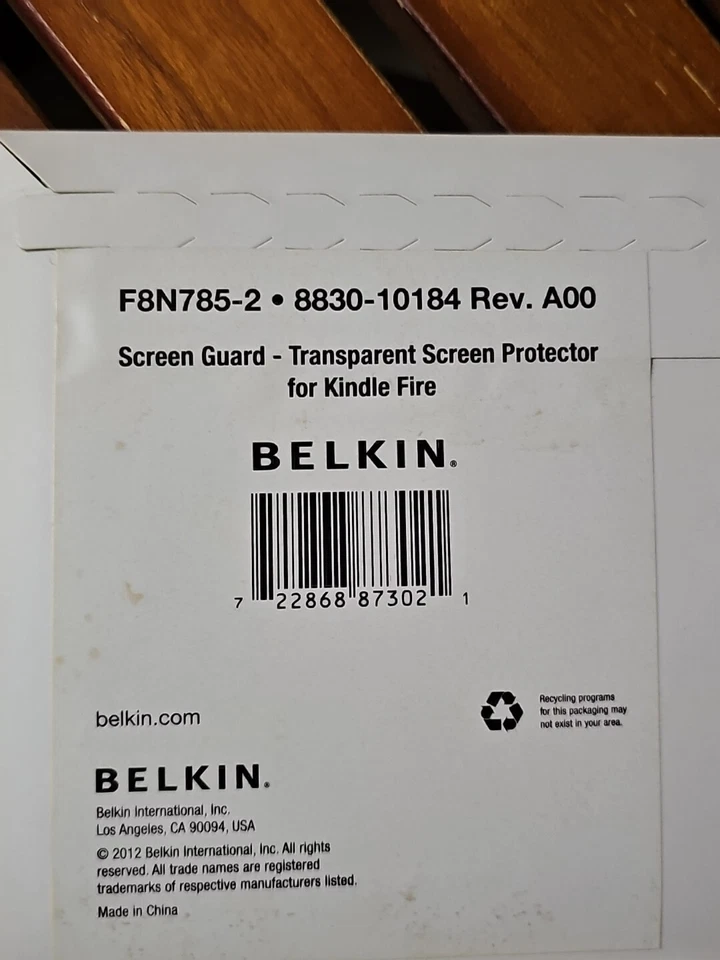 F8N785-2 • 8830-10184 Rev. A00
Screen Guard - Transparent Screen Protector
for Kindle Fire
BELKIN®
7 22868 87302 1
belkin.com
Recycling programs
for this packaging may
not exist in your area.
BELKIN®
Belkin International, Inc.
Los Angeles, CA 90094, USA
© 2012 Belkin International, Inc. All rights
reserved. All trade names are registered
trademarks of respective manufacturers listed.
Made in China